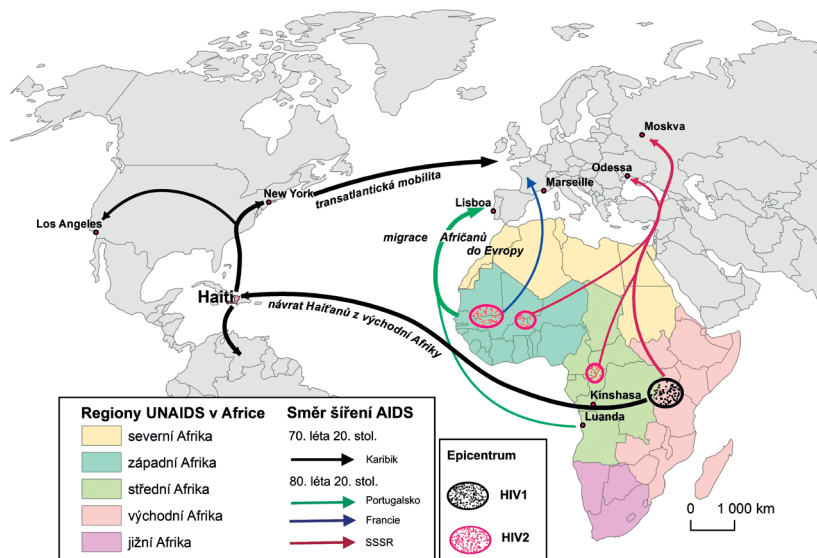 Moskva
Odessa
Marseille
New York
transatlantická mobilita
Los Angeles
Lisboa
migrace Afričanů
do Evropy
Haiti
návrat Haiťanů z východní Afriky
Kinshasa
Luanda
Regiony UNAIDS v Africe
severní Afrika
západní Afrika
střední Afrika
východní Afrika
jižní Afrika
Směr šíření AIDS
70. léta 20. stol.
Karibik
80. léta 20. stol.
Portugalsko
Francie
SSSR
Epicentrum
HIV1
HIV2
0 1 000 km